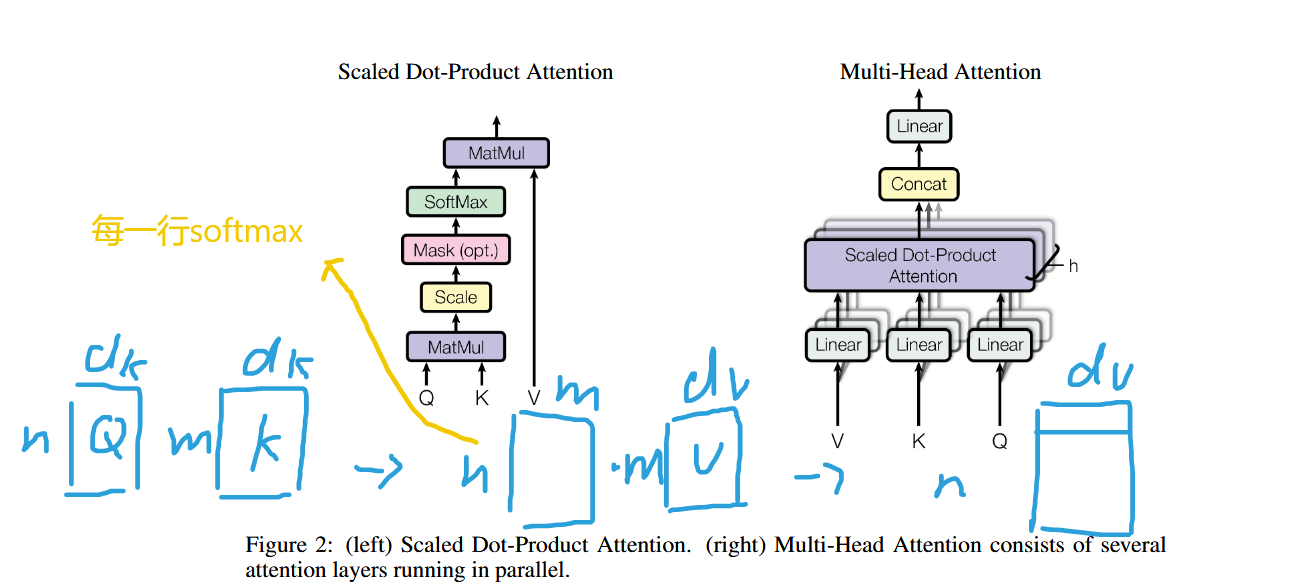 Scaled Dot-Product Attention
MatMul
SoftMax
Mask (opt.)
Scale
MatMul
Q K V
Multi-Head Attention
Linear
Concat
Scaled Dot-Product
Attention
h
Linear Linear Linear
V K Q
每一行softmax
dk
n Q
dk
m k
→ n
m
·m V
dv
→ n
dv
Figure 2: (left) Scaled Dot-Product Attention. (right) Multi-Head Attention consists of several
attention layers running in parallel.